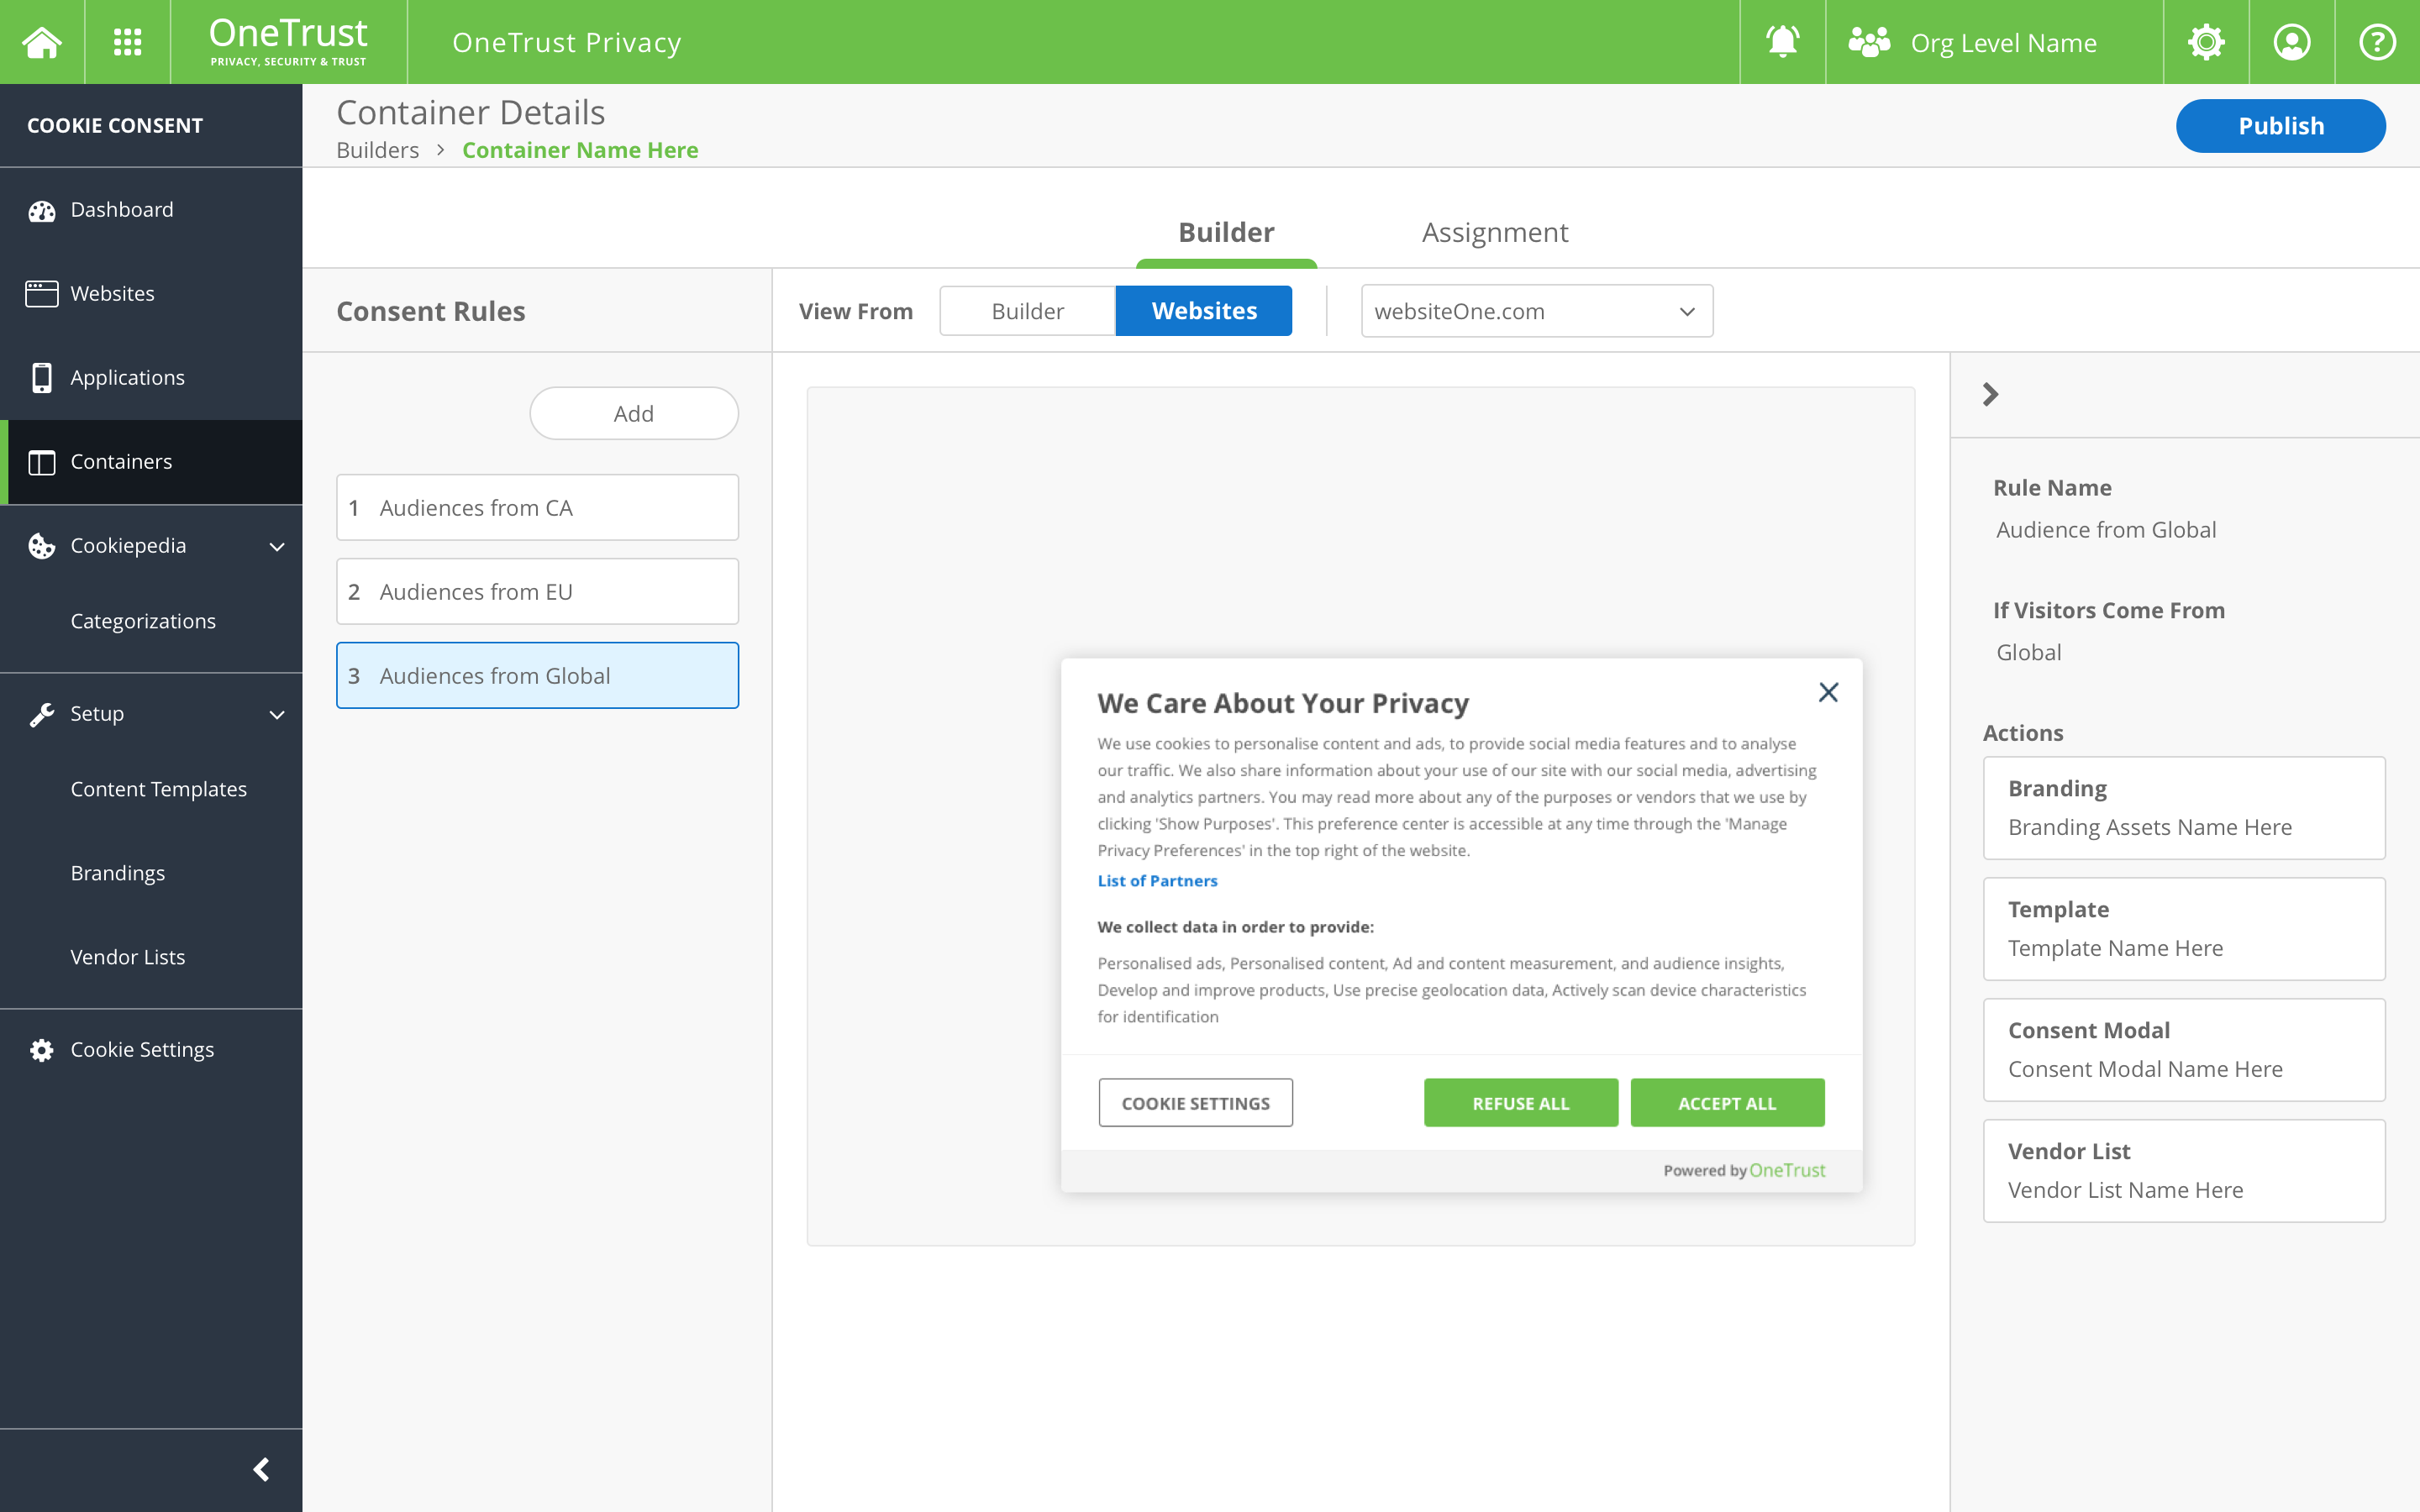 OneTrust
PRIVACY, SECURITY & TRUST
OneTrust Privacy
Org Level Name
?
COOKIE CONSENT
Container Details
Builders > Container Name Here
Publish
Dashboard
Websites
Applications
Containers
Cookiepedia
Categorizations
Setup
Content Templates
Brandings
Vendor Lists
Cookie Settings
Builder
Assignment
Consent Rules
View From
Builder
Websites
websiteOne.com
Add
1 Audiences from CA
2 Audiences from EU
3 Audiences from Global
We Care About Your Privacy
We use cookies to personalise content and ads, to provide social media features and to analyse
our traffic. We also share information about your use of our site with our social media, advertising
and analytics partners. You may read more about any of the purposes or vendors that we use by
clicking 'Show Purposes'. This preference center is accessible at any time through the 'Manage
Privacy Preferences' in the top right of the website.
List of Partners
We collect data in order to provide:
Personalised ads, Personalised content, Ad and content measurement, and audience insights,
Develop and improve products, Use precise geolocation data, Actively scan device characteristics
for identification
COOKIE SETTINGS
REFUSE ALL
ACCEPT ALL
Powered by OneTrust
Rule Name
Audience from Global
If Visitors Come From
Global
Actions
Branding
Branding Assets Name Here
Template
Template Name Here
Consent Modal
Consent Modal Name Here
Vendor List
Vendor List Name Here